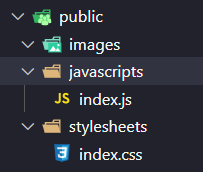 public
images
javascripts
JS index.js
stylesheets
index.css